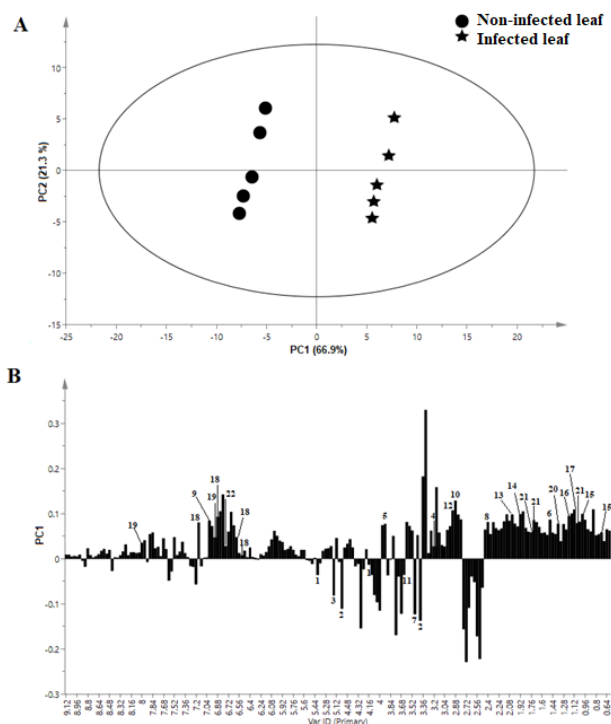 A
Non-infected leaf
Infected leaf
PC2 (21.3 %)
15
10
5
0
-5
-10
-15
-25 -20 -15 -10 -5 0 5 10 15 20 25
PC1 (66.9%)
B
PC1
0.3
0.2
0.1
0
-0.1
-0.2
-0.3
19 9 18 19 18 22 18 18 1 3 2 1 5 11 7 2 4 12 10 8 13 14 21 21 6 20 16 17 21 15 15
9.12 8.96 8.8 8.64 8.48 8.32 8.16 8 7.84 7.68 7.52 7.36 7.2 7.04 6.88 6.72 6.56 6.4 6.24 6.08 5.92 5.76 5.6 5.44 5.28 5.12 4.48 4.32 4.16 4 3.84 3.68 3.52 3.36 3.2 3.04 2.88 2.72 2.56 2.4 2.24 2.08 1.92 1.76 1.6 1.44 1.28 1.12 0.96 0.8 0.64
Var ID (Primary)